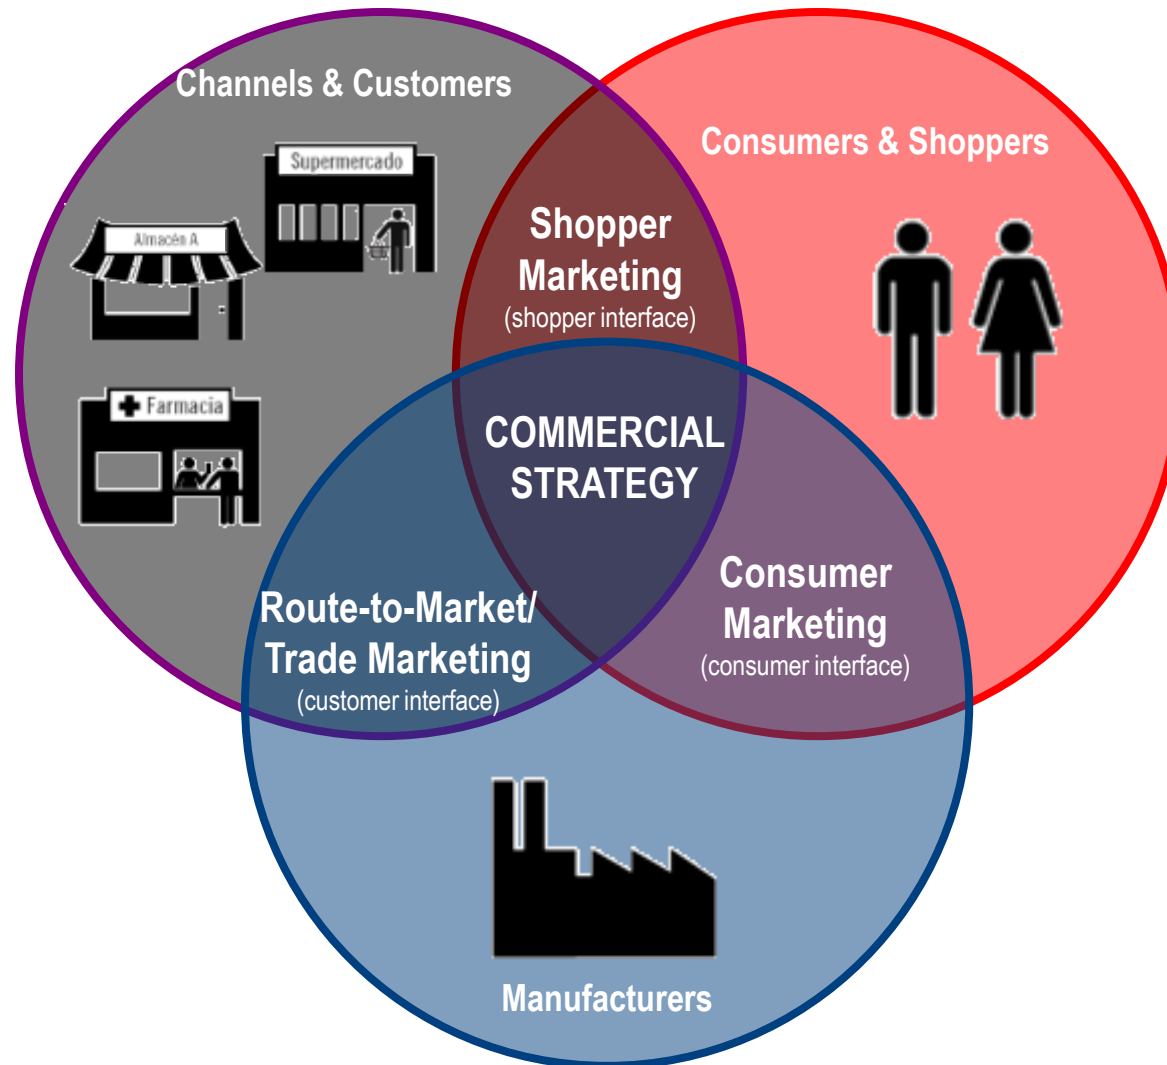 Channels & Customers
Supermercado
Almacén A
Farmacia
Consumers & Shoppers
Shopper
Marketing
(shopper interface)
COMMERCIAL
STRATEGY
Route-to-Market/
Trade Marketing
(customer interface)
Consumer
Marketing
(consumer interface)
Manufacturers